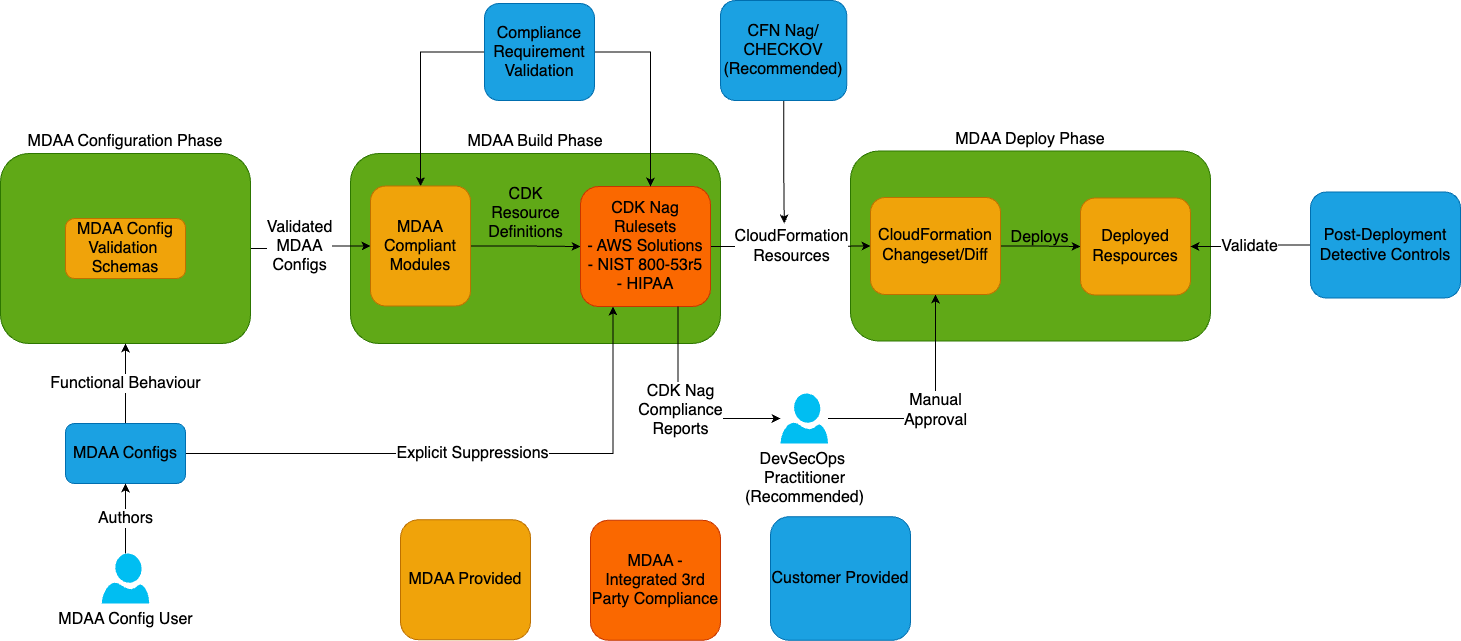 Compliance
Requirement
Validation
CFN Nag/
CHECKOV
(Recommended)
MDAA Configuration Phase
MDAA Build Phase
MDAA Deploy Phase
MDAA Config
Validation
Schemas
Validated
MDAA
Configs
MDAA
Compliant
Modules
CDK
Resource
Definitions
CDK Nag
Rulesets
- AWS Solutions
- NIST 800-53r5
- HIPAA
CloudFormation
Resources
CloudFormation
Changeset/Diff
Deploys
Deployed
Respources
Validate
Post-Deployment
Detective Controls
Functional Behaviour
CDK Nag
Compliance
Reports
Manual
Approval
MDAA Configs
Explicit Suppressions
DevSecOps
Practitioner
(Recommended)
Authors
MDAA Config User
MDAA Provided
MDAA -
Integrated 3rd
Party Compliance
Customer Provided